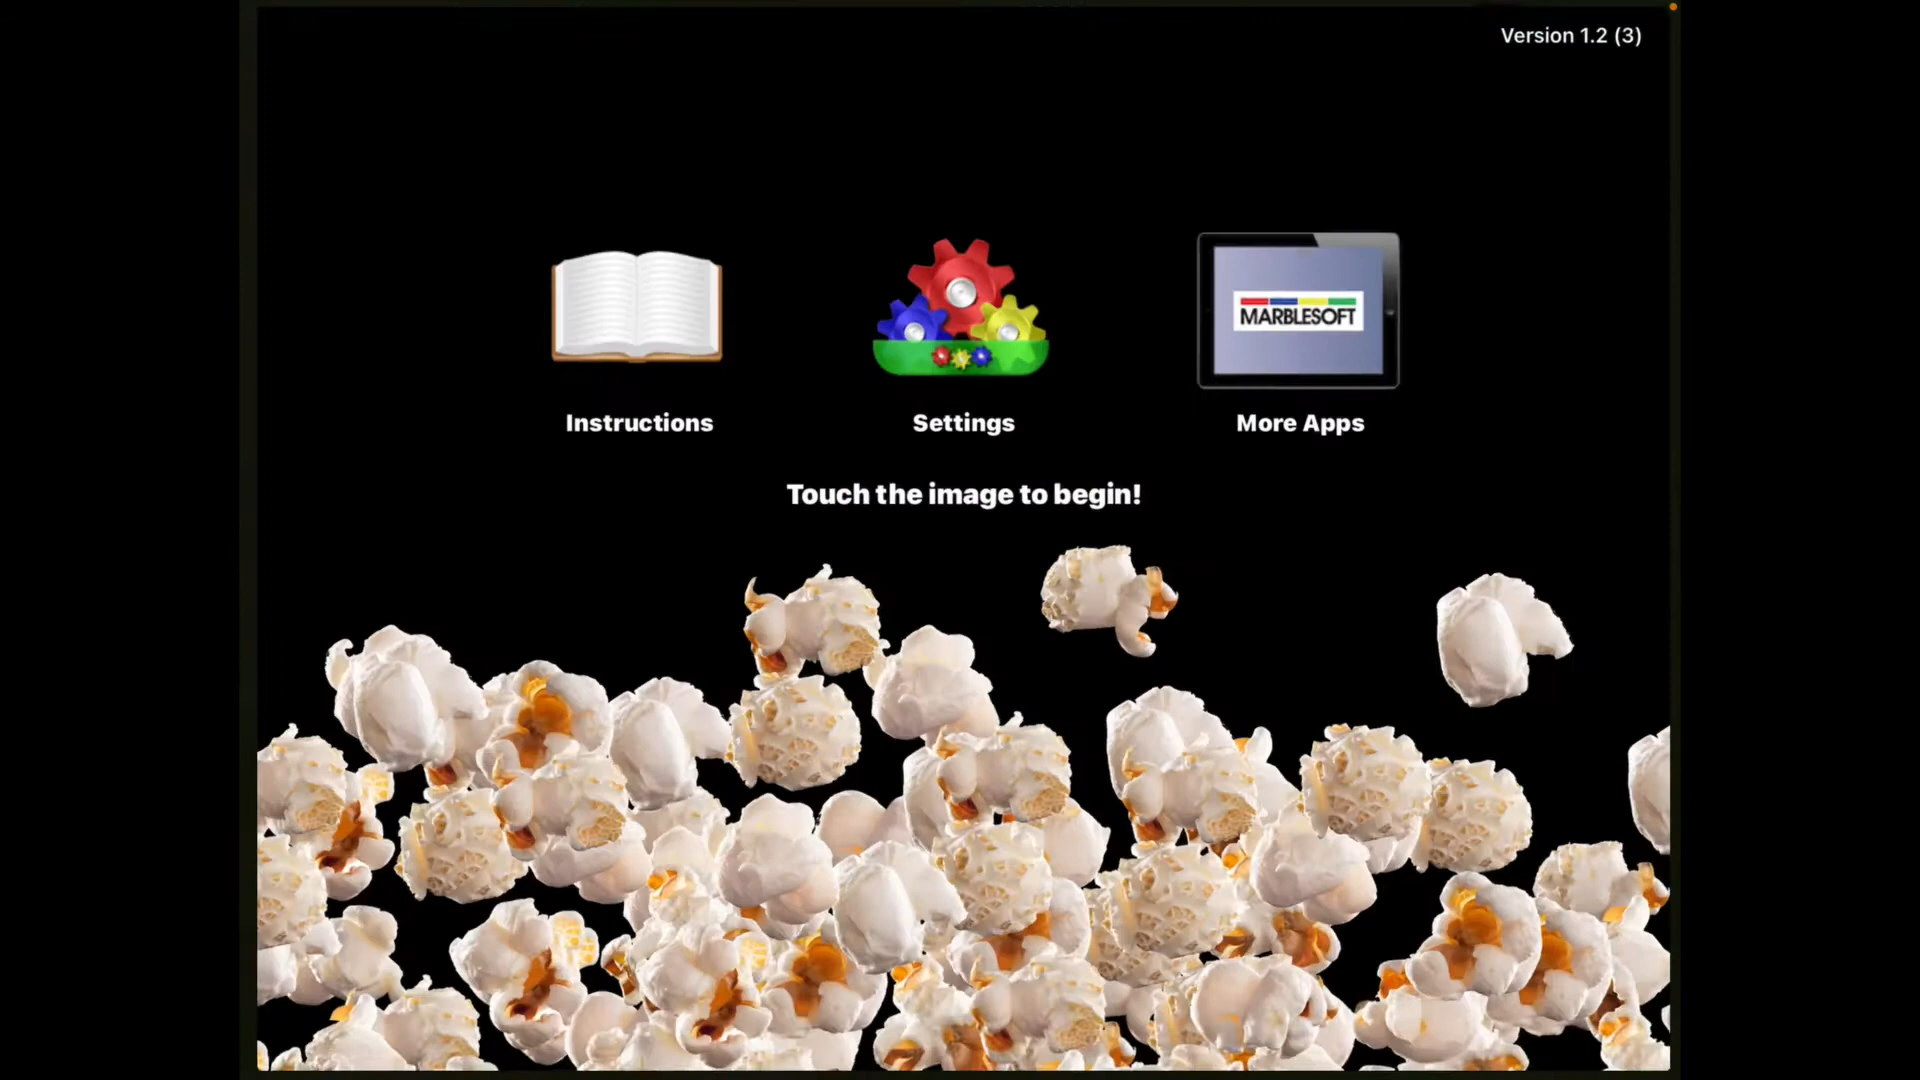 Version 1.2 (3)
MARBLESOFT
Instructions
Settings
More Apps
Touch the image to begin!